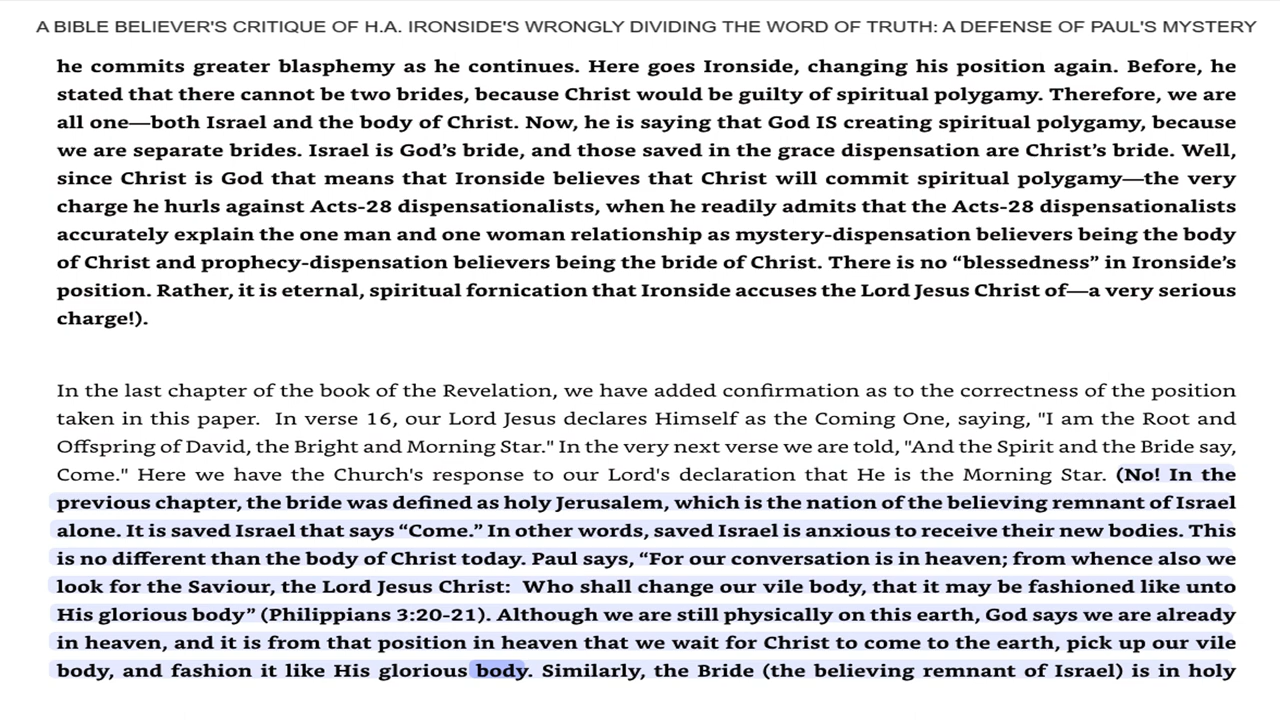 A BIBLE BELIEVER'S CRITIQUE OF H.A. IRONSIDE'S WRONGLY DIVIDING THE WORD OF TRUTH: A DEFENSE OF PAUL'S MYSTERY
he commits greater blasphemy as he continues. Here goes Ironside, changing his position again. Before, he
stated that there cannot be two brides, because Christ would be guilty of spiritual polygamy. Therefore, we are
all one—both Israel and the body of Christ. Now, he is saying that God IS creating spiritual polygamy, because
we are separate brides. Israel is God’s bride, and those saved in the grace dispensation are Christ’s bride. Well,
since Christ is God that means that Ironside believes that Christ will commit spiritual polygamy—the very
charge he hurls against Acts-28 dispensationalists, when he readily admits that the Acts-28 dispensationalists
accurately explain the one man and one woman relationship as mystery-dispensation believers being the body
of Christ and prophecy-dispensation believers being the bride of Christ. There is no “blessedness” in Ironside’s
position. Rather, it is eternal, spiritual fornication that Ironside accuses the Lord Jesus Christ of—a very serious
charge!).
In the last chapter of the book of the Revelation, we have added confirmation as to the correctness of the position
taken in this paper.  In verse 16, our Lord Jesus declares Himself as the Coming One, saying, "I am the Root and
Offspring of David, the Bright and Morning Star." In the very next verse we are told, "And the Spirit and the Bride say,
Come." Here we have the Church's response to our Lord's declaration that He is the Morning Star. (No! In the
previous chapter, the bride was defined as holy Jerusalem, which is the nation of the believing remnant of Israel
alone. It is saved Israel that says “Come.” In other words, saved Israel is anxious to receive their new bodies. This
is no different than the body of Christ today. Paul says, “For our conversation is in heaven; from whence also we
look for the Saviour, the Lord Jesus Christ:  Who shall change our vile body, that it may be fashioned like unto
His glorious body” (Philippians 3:20-21). Although we are still physically on this earth, God says we are already
in heaven, and it is from that position in heaven that we wait for Christ to come to the earth, pick up our vile
body, and fashion it like His glorious body. Similarly, the Bride (the believing remnant of Israel) is in holy